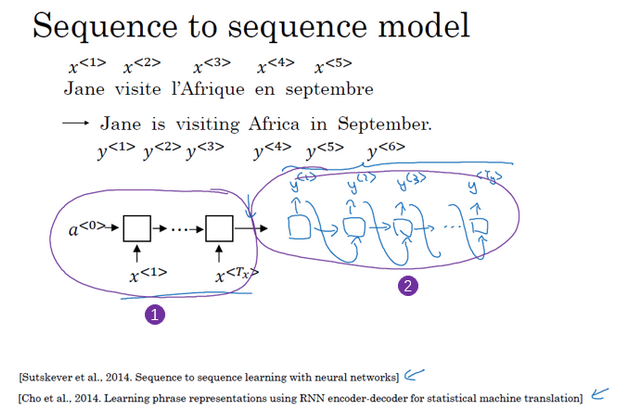 Sequence to sequence model
x<1> x<2> x<3> x<4> x<5>
Jane visite l'Afrique en septembre
→ Jane is visiting Africa in September.
y<1> y<2> y<3> y<4> y<5> y<6>
y<1> y<2> y<3> y<Ty>
a<0> → → ⋯ → → → → → ⋯
x<1> x<Tx>
1 2
[Sutskever et al., 2014. Sequence to sequence learning with neural networks]
[Cho et al., 2014. Learning phrase representations using RNN encoder-decoder for statistical machine translation]